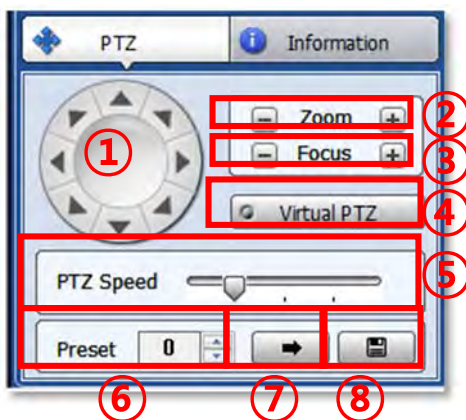 PTZ Information
① − Zoom + ②
− Focus + ③
Virtual PTZ ④
PTZ Speed ⑤
Preset 0
⑥ ⑦ ⑧